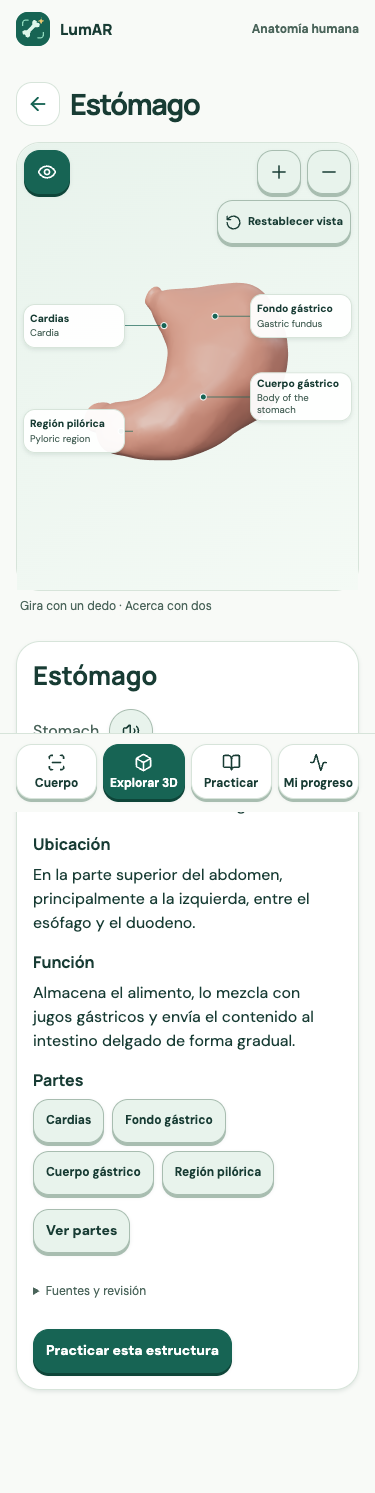 LumAR
Anatomía humana
Estómago
Restablecer vista
Cardias
Cardia
Fondo gástrico
Gastric fundus
Cuerpo gástrico
Body of the
stomach
Región pilórica
Pyloric region
Gira con un dedo · Acerca con dos
Estómago
Stomach
Cuerpo
Explorar 3D
Practicar
Mi progreso
Ubicación
En la parte superior del abdomen,
principalmente a la izquierda, entre el
esófago y el duodeno.
Función
Almacena el alimento, lo mezcla con
jugos gástricos y envía el contenido al
intestino delgado de forma gradual.
Partes
Cardias
Fondo gástrico
Cuerpo gástrico
Región pilórica
Ver partes
Fuentes y revisión
Practicar esta estructura